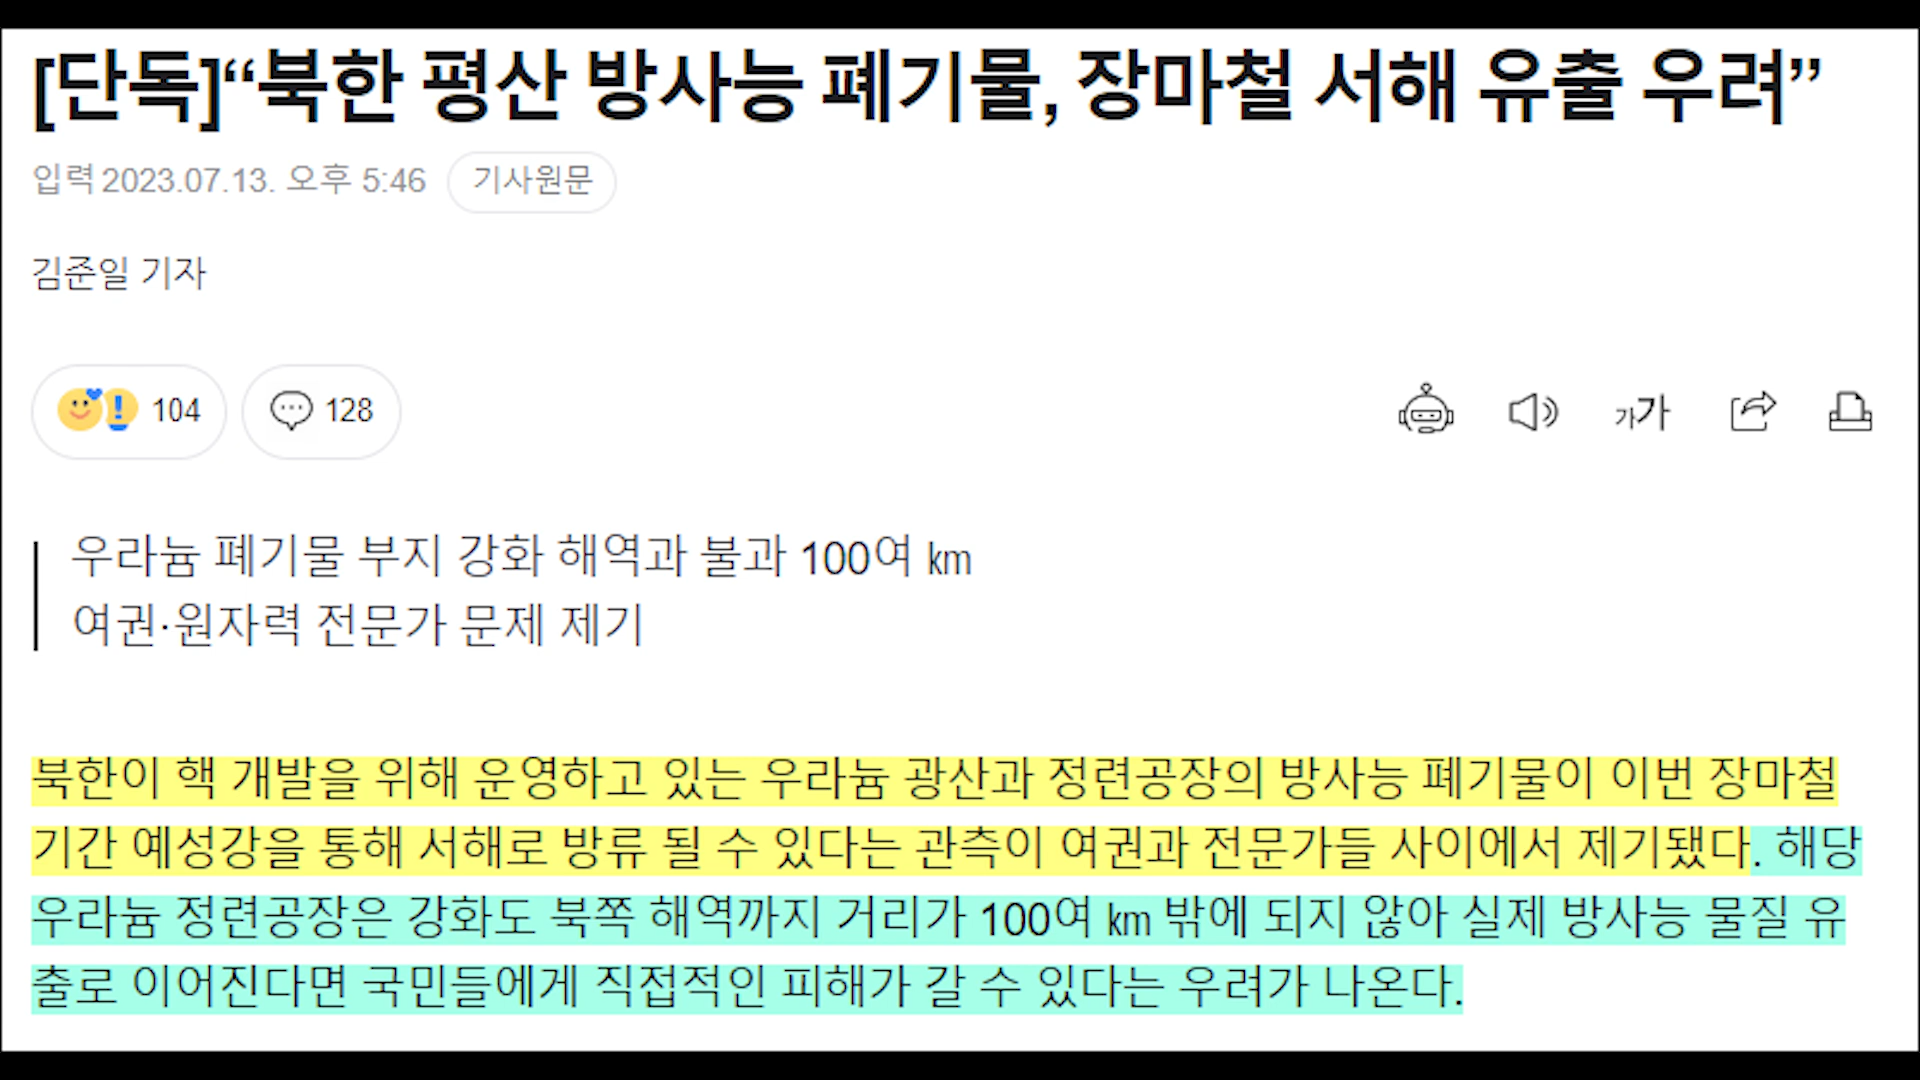 [단독]“북한 평산 방사능 폐기물, 장마철 서해 유출 우려”
입력 2023.07.13. 오후 5:46 기사원문
김준일 기자
104 128 가가
우라늄 폐기물 부지 강화 해역과 불과 100여 ㎞
여권·원자력 전문가 문제 제기
북한이 핵 개발을 위해 운영하고 있는 우라늄 광산과 정련공장의 방사능 폐기물이 이번 장마철
기간 예성강을 통해 서해로 방류 될 수 있다는 관측이 여권과 전문가들 사이에서 제기됐다. 해당
우라늄 정련공장은 강화도 북쪽 해역까지 거리가 100여 ㎞ 밖에 되지 않아 실제 방사능 물질 유
출로 이어진다면 국민들에게 직접적인 피해가 갈 수 있다는 우려가 나온다.